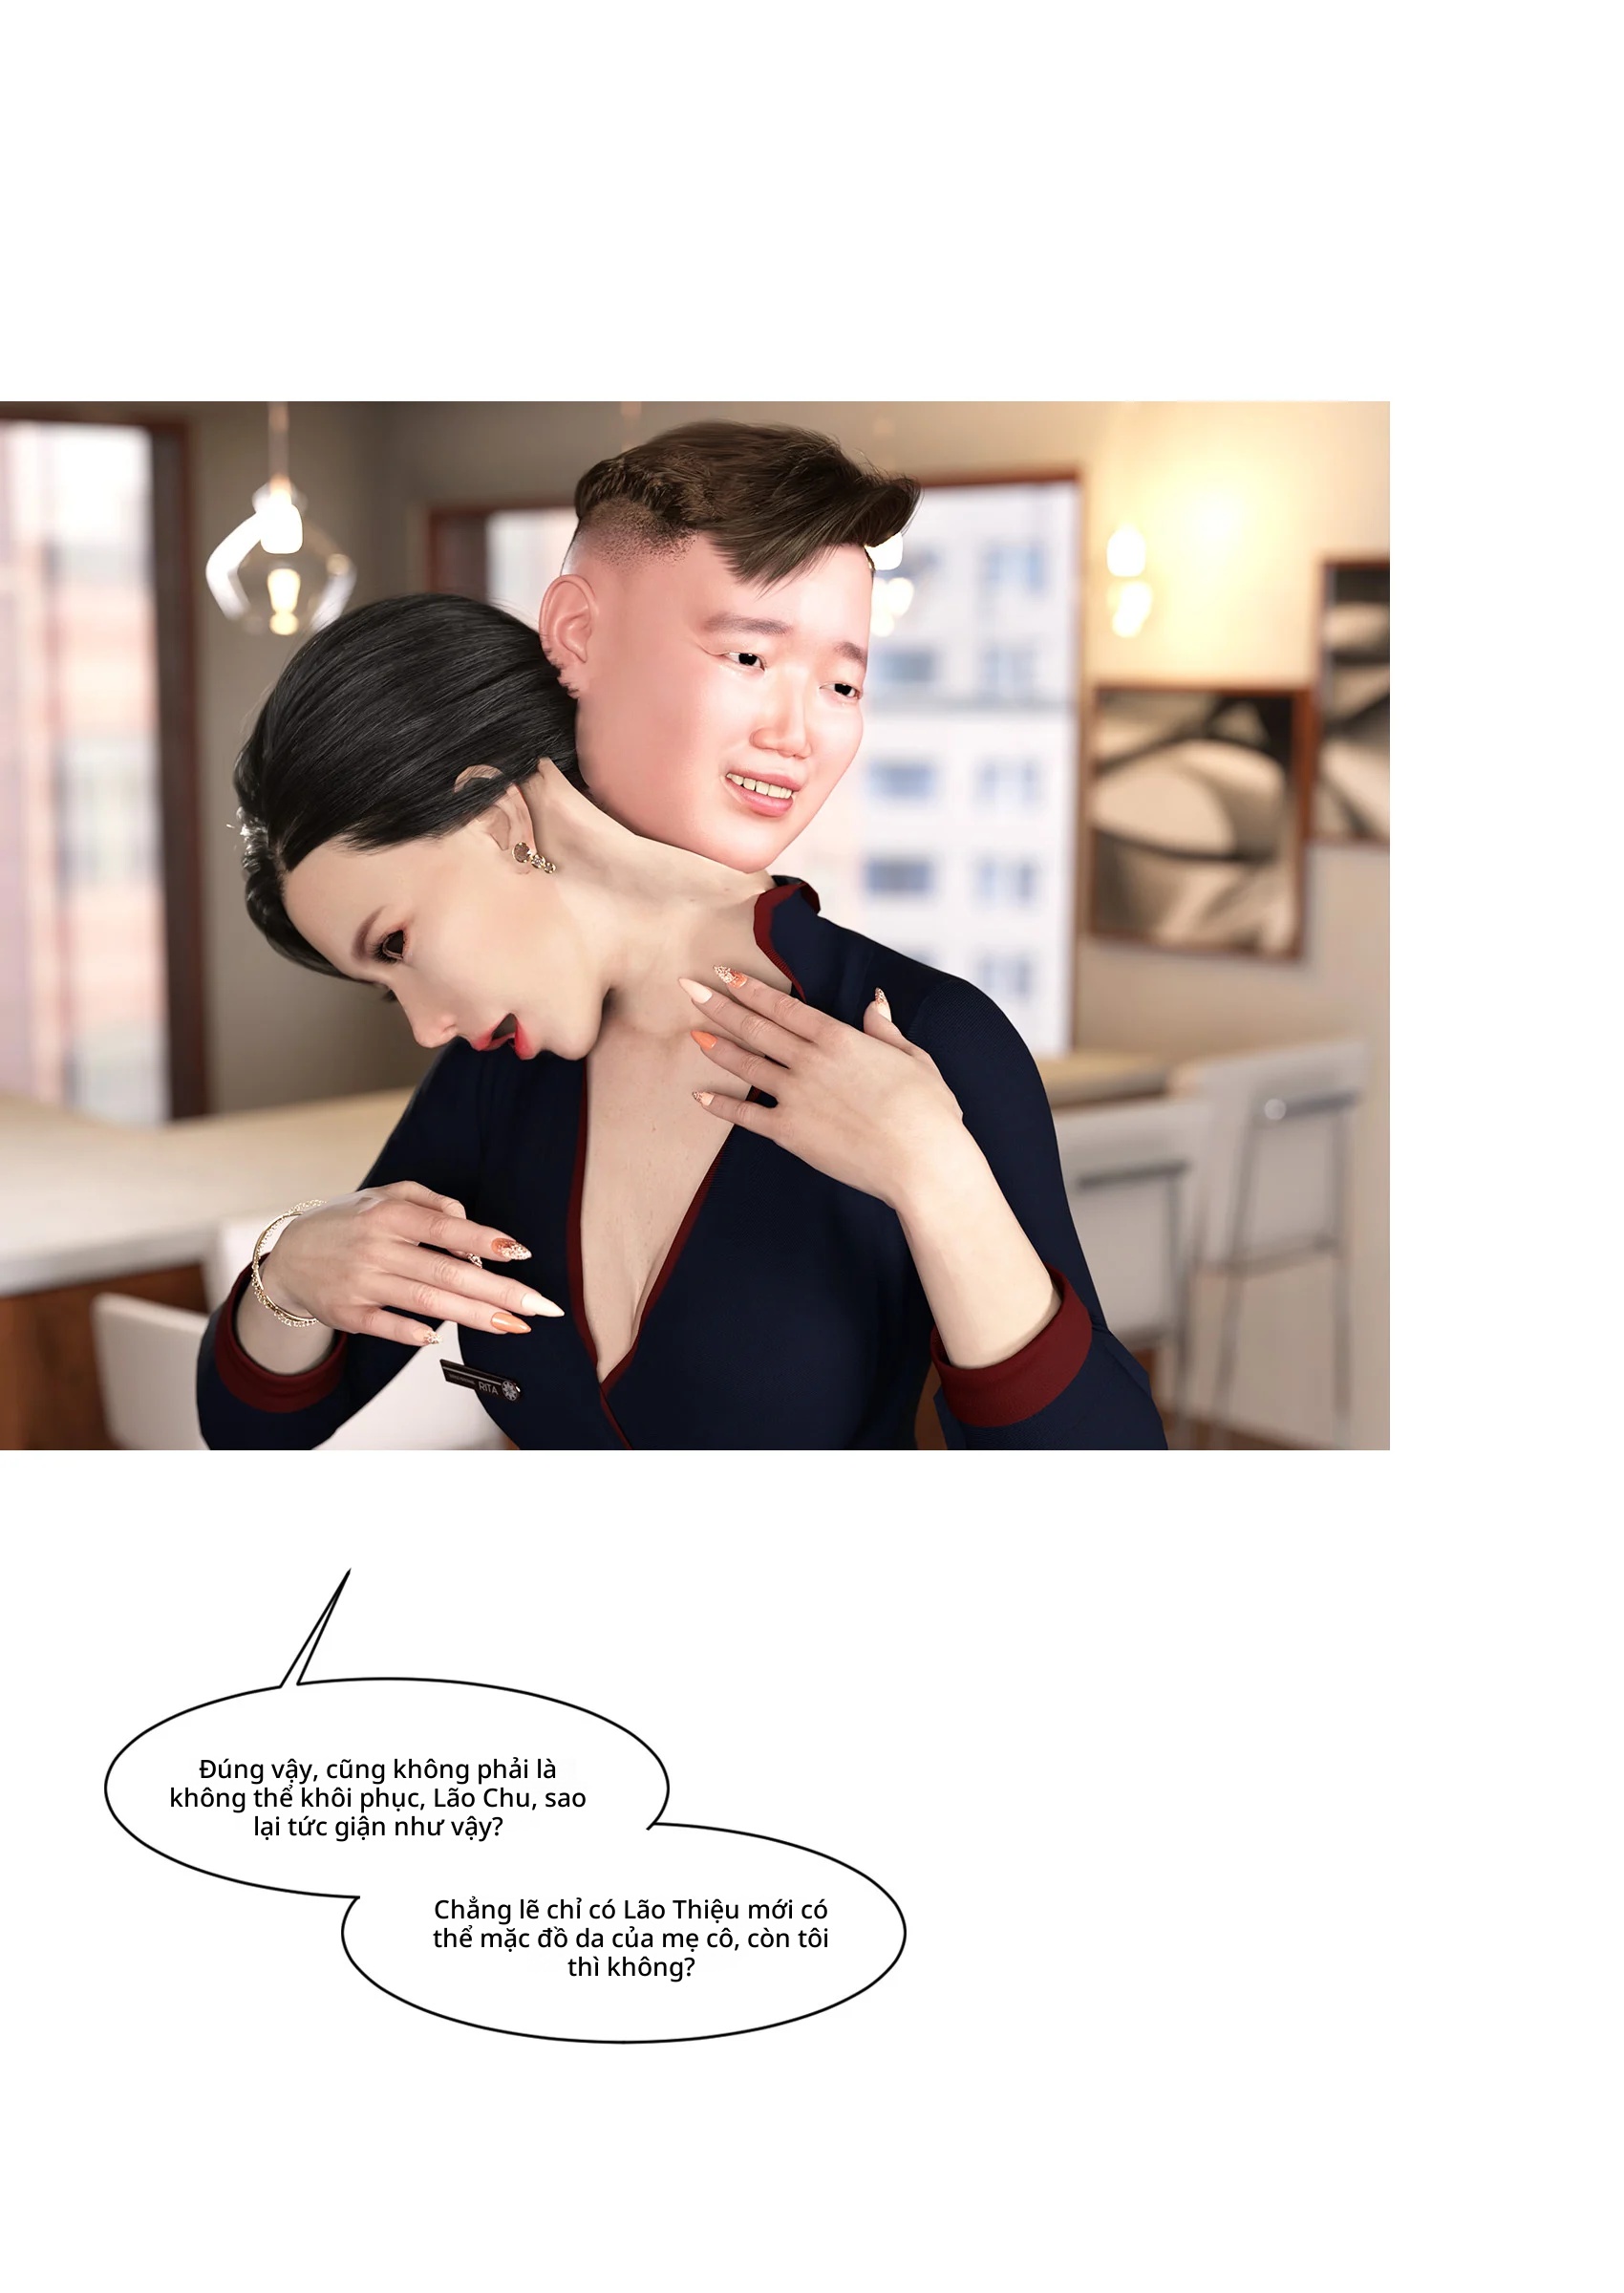 RITA
Đúng vậy, cũng không phải là
không thể khôi phục, Lão Chu, sao
lại tức giận như vậy?
Chẳng lẽ chỉ có Lão Thiệu mới có
thể mặc đồ da của mẹ cô, còn tôi
thì không?